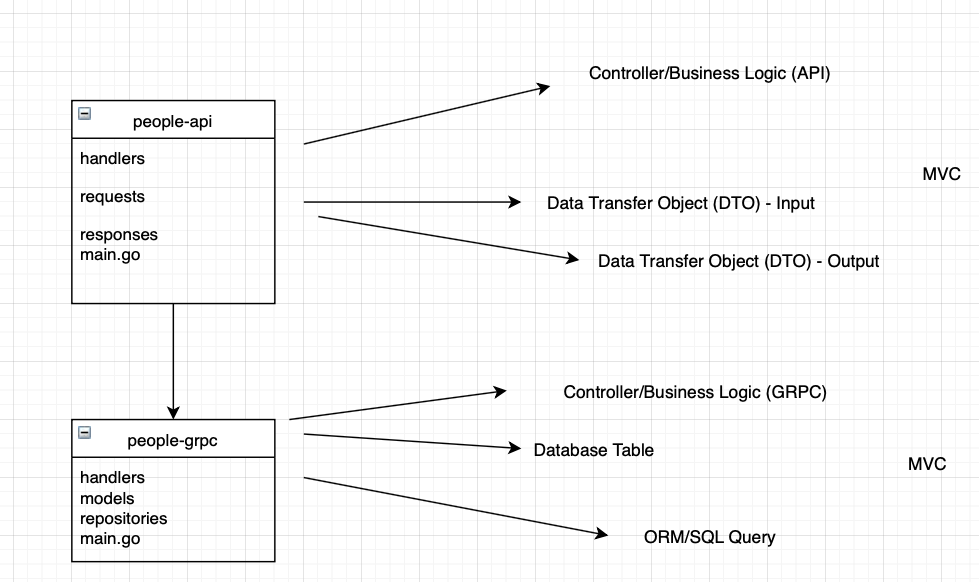 Controller/Business Logic (API)
people-api
handlers
MVC
requests
Data Transfer Object (DTO) - Input
responses
main.go
Data Transfer Object (DTO) - Output
Controller/Business Logic (GRPC)
people-grpc
Database Table
MVC
handlers
models
repositories
main.go
ORM/SQL Query